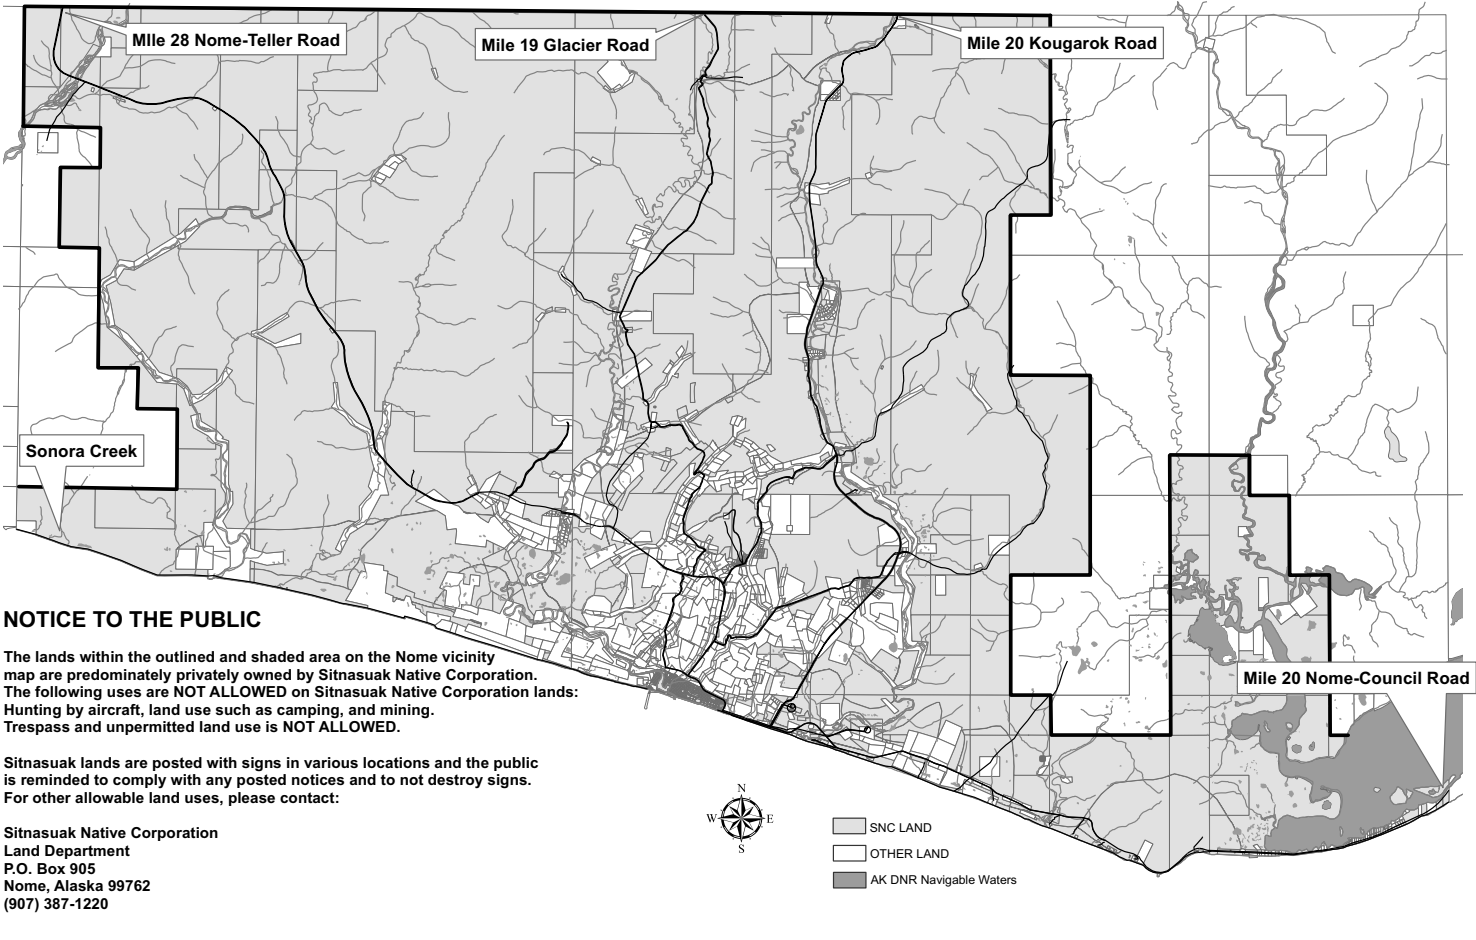 MIle 28 Nome-Teller Road
Mile 19 Glacier Road
Mile 20 Kougarok Road
Sonora Creek
Mile 20 Nome-Council Road
NOTICE TO THE PUBLIC
The lands within the outlined and shaded area on the Nome vicinity
map are predominately privately owned by Sitnasuak Native Corporation.
The following uses are NOT ALLOWED on Sitnasuak Native Corporation lands:
Hunting by aircraft, land use such as camping, and mining.
Trespass and unpermitted land use is NOT ALLOWED.
Sitnasuak lands are posted with signs in various locations and the public
is reminded to comply with any posted notices and to not destroy signs.
For other allowable land uses, please contact:
Sitnasuak Native Corporation
Land Department
P.O. Box 905
Nome, Alaska 99762
(907) 387-1220
N
W E
S
SNC LAND
OTHER LAND
AK DNR Navigable Waters